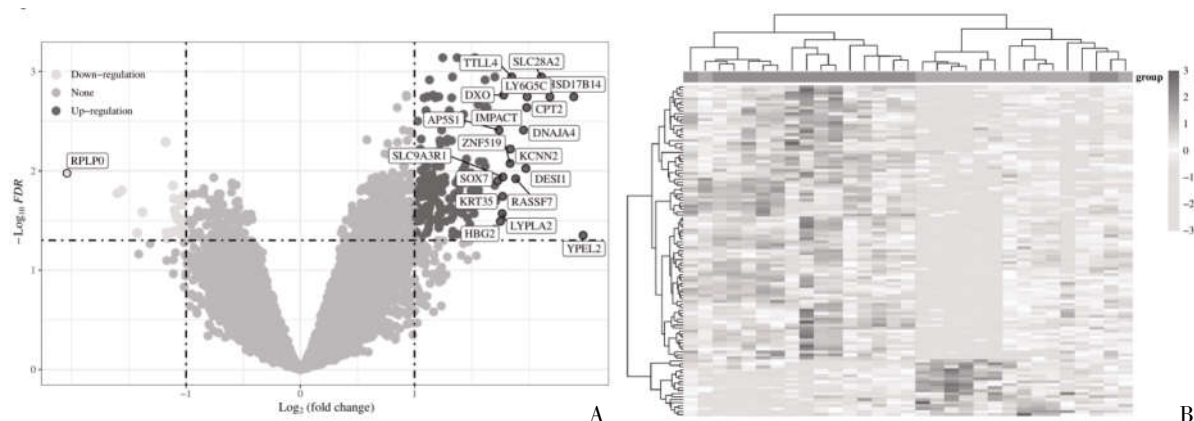 Down-regulation
None
Up-regulation
TTLL4
SLC28A2
LY6G5C
HSD17B14
DXO
CPT2
AP5S1
IMPACT
DNAJA4
ZNF519
SLC9A3R1
KCNN2
SOX7
DESI1
KRT35
RASSF7
HBG2
LYPLA2
YPEL2
RPLP0
3
2
1
0
−Log₁₀ FDR
−1
0
1
Log₂ (fold change)
A
group
3
2
1
0
−1
−2
−3
B